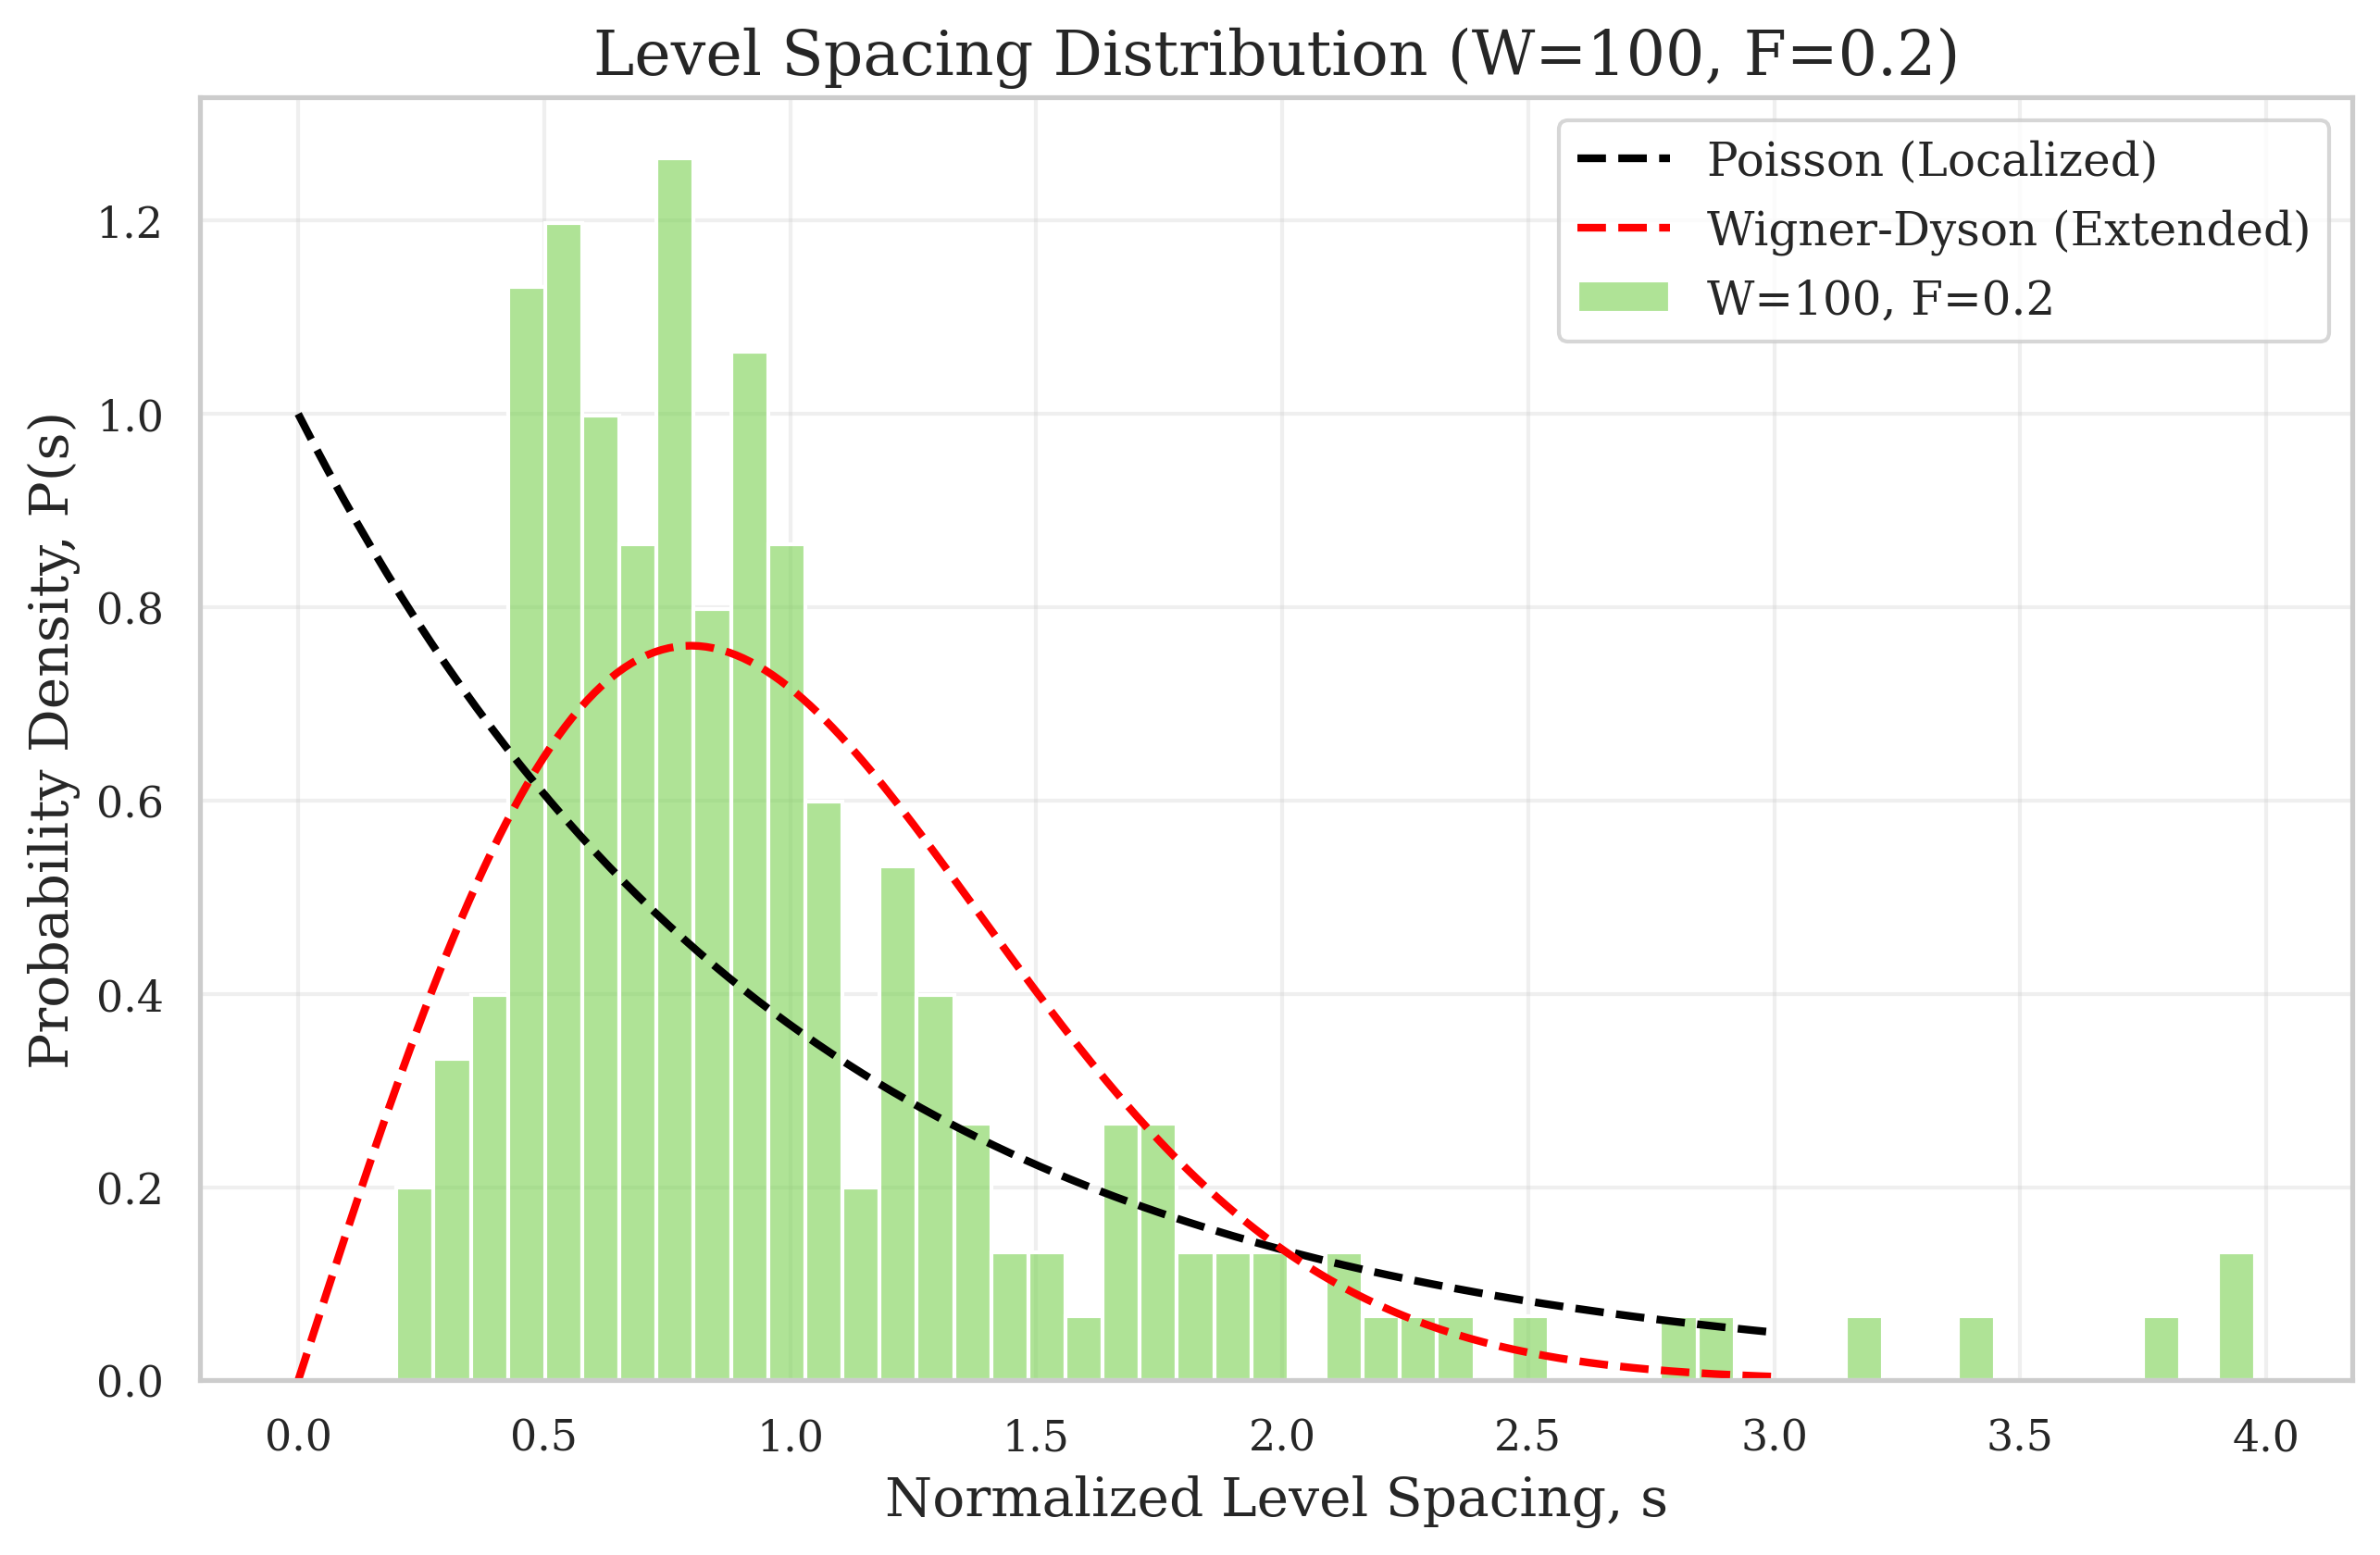 Level Spacing Distribution (W=100, F=0.2)
Poisson (Localized)
Wigner-Dyson (Extended)
W=100, F=0.2
Probability Density, P(s)
1.2
1.0
0.8
0.6
0.4
0.2
0.0
0.0 0.5 1.0 1.5 2.0 2.5 3.0 3.5 4.0
Normalized Level Spacing, s